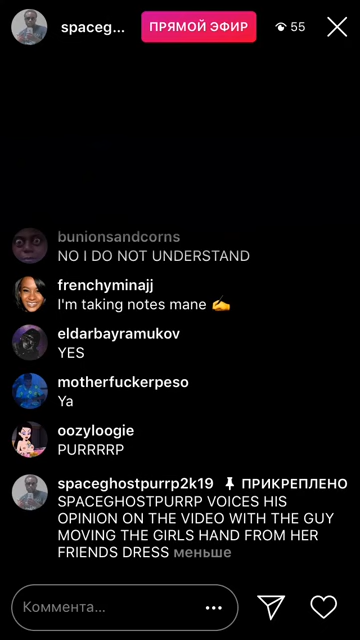 spaceg... ПРЯМОЙ ЭФИР 55
bunionsandcorns
NO I DO NOT UNDERSTAND
frenchyminajj
I'm taking notes mane ✍️
eldarbayramukov
YES
motherfuckerpeso
Ya
oozyloogie
PURRRRP
spaceghostpurrp2k19 📌 ПРИКРЕПЛЕНО
SPACEGHOSTPURRP VOICES HIS
OPINION ON THE VIDEO WITH THE GUY
MOVING THE GIRLS HAND FROM HER
FRIENDS DRESS меньше
Коммента...